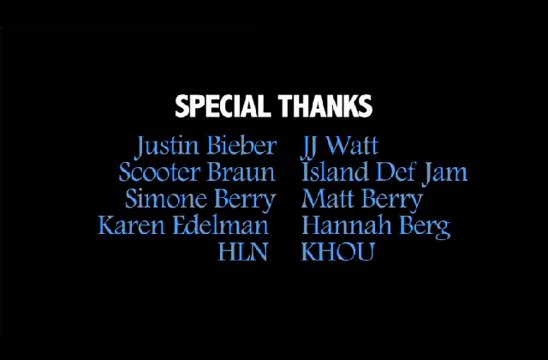 SPECIAL THANKS
Justin Bieber JJ Watt
Scooter Braun Island Def Jam
Simone Berry Matt Berry
Karen Edelman Hannah Berg
HLN KHOU